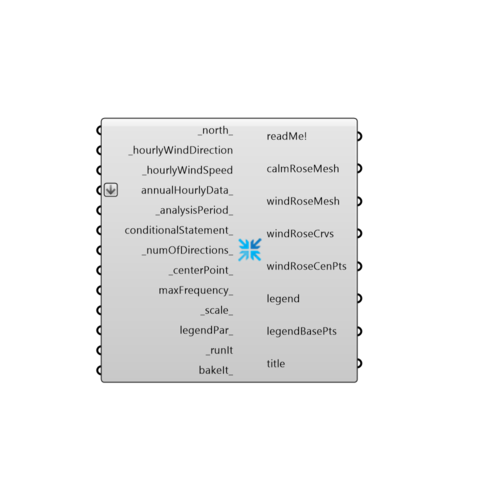 _north_
_hourlyWindDirection
_hourlyWindSpeed
annualHourlyData_
_analysisPeriod_
conditionalStatement_
_numOfDirections_
_centerPoint_
maxFrequency_
_scale_
legendPar_
_runIt
bakeIt_
readMe!
calmRoseMesh
windRoseMesh
windRoseCrvs
windRoseCenPts
legend
legendBasePts
title